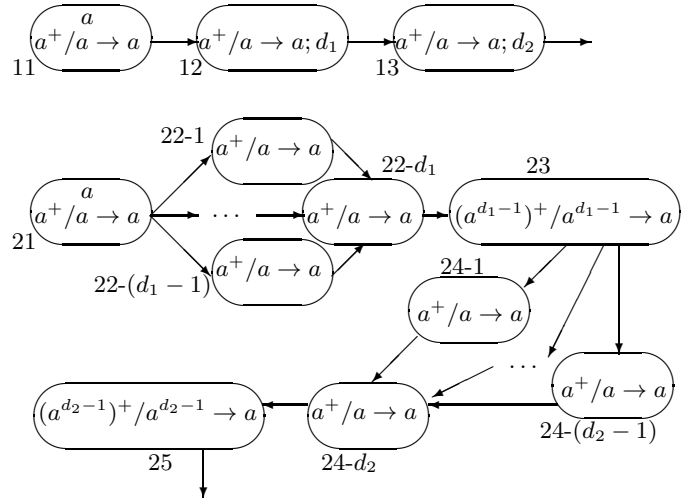 a
a⁺/a → a
11
a⁺/a → a; d₁
12
a⁺/a → a; d₂
13
22-1
a⁺/a → a
22-d₁
23
a
a⁺/a → a
21
· · ·
a⁺/a → a
(a^{d₁−1})⁺/a^{d₁−1} → a
a⁺/a → a
22-(d₁ − 1)
24-1
a⁺/a → a
· · ·
a⁺/a → a
24-(d₂ − 1)
(a^{d₂−1})⁺/a^{d₂−1} → a
25
a⁺/a → a
24-d₂